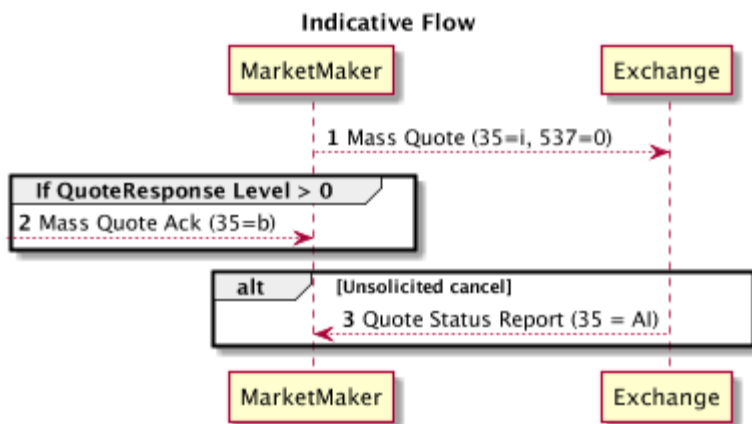 Indicative Flow
MarketMaker Exchange
1 Mass Quote (35=i, 537=0)
If QuoteResponse Level > 0
2 Mass Quote Ack (35=b)
alt [Unsolicited cancel]
3 Quote Status Report (35 = AI)
MarketMaker Exchange